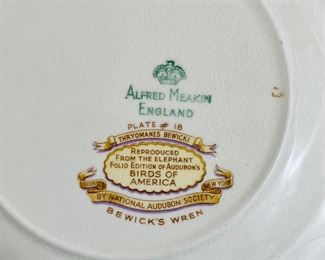 ALFRED MEAKIN
ENGLAND
PLATE # 18
THRYOMANES BEWICKI
REPRODUCED
FROM THE ELEPHANT
FOLIO EDITION OF AUDUBON'S
BIRDS OF
AMERICA
NEW YORK
BY NATIONAL AUDUBON SOCIETY
BEWICK'S WREN